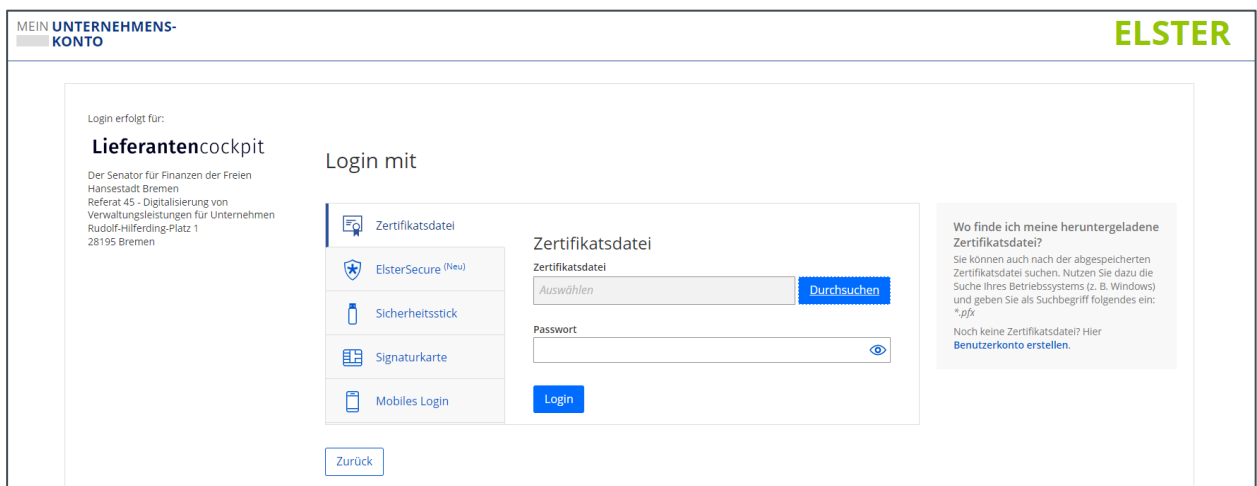 MEIN UNTERNEHMENS-
KONTO
ELSTER
Login erfolgt für:
Lieferantencockpit
Der Senator für Finanzen der Freien
Hansestadt Bremen
Referat 45 - Digitalisierung von
Verwaltungsleistungen für Unternehmen
Rudolf-Hilferding-Platz 1
28195 Bremen
Login mit
Zertifikatsdatei
ElsterSecure (Neu)
Sicherheitsstick
Signaturkarte
Mobiles Login
Zertifikatsdatei
Zertifikatsdatei
Auswählen
Durchsuchen
Passwort
Login
Wo finde ich meine heruntergeladene
Zertifikatsdatei?
Sie können auch nach der abgespeicherten
Zertifikatsdatei suchen. Nutzen Sie dazu die
Suche Ihres Betriebssystems (z. B. Windows)
und geben Sie als Suchbegriff folgendes ein:
*.pfx
Noch keine Zertifikatsdatei? Hier
Benutzerkonto erstellen.
Zurück